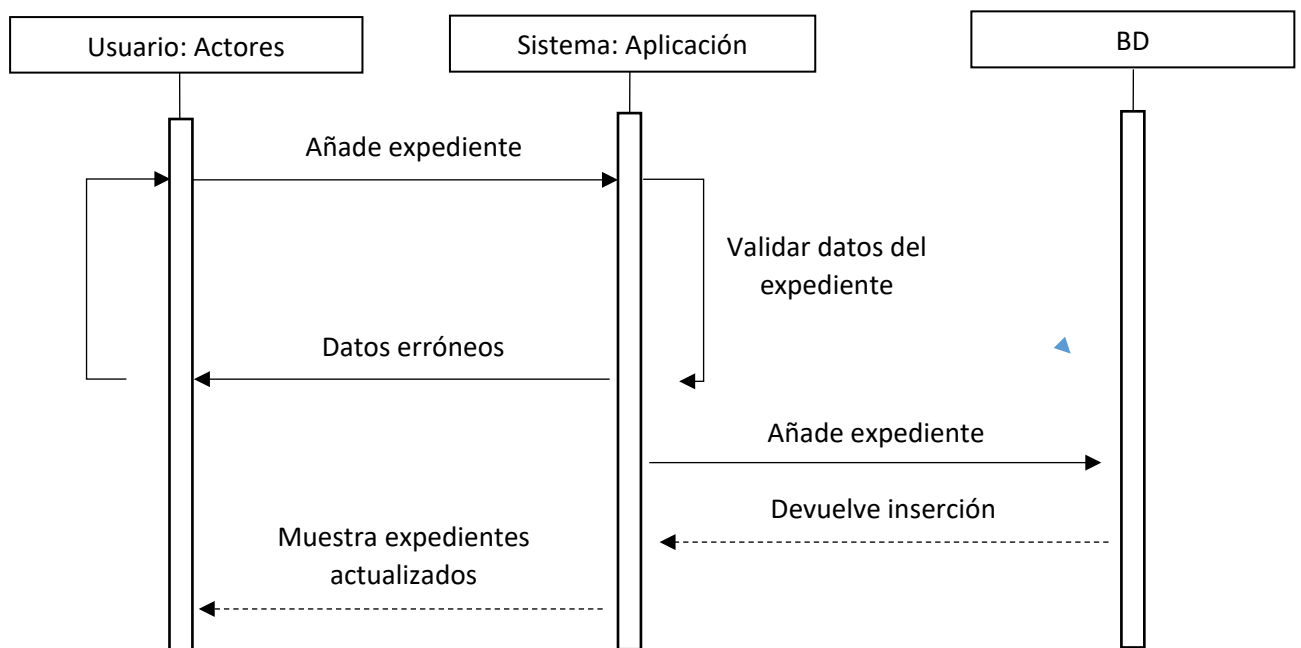 Usuario: Actores
Sistema: Aplicación
BD
Añade expediente
Validar datos del
expediente
Datos erróneos
Añade expediente
Devuelve inserción
Muestra expedientes
actualizados